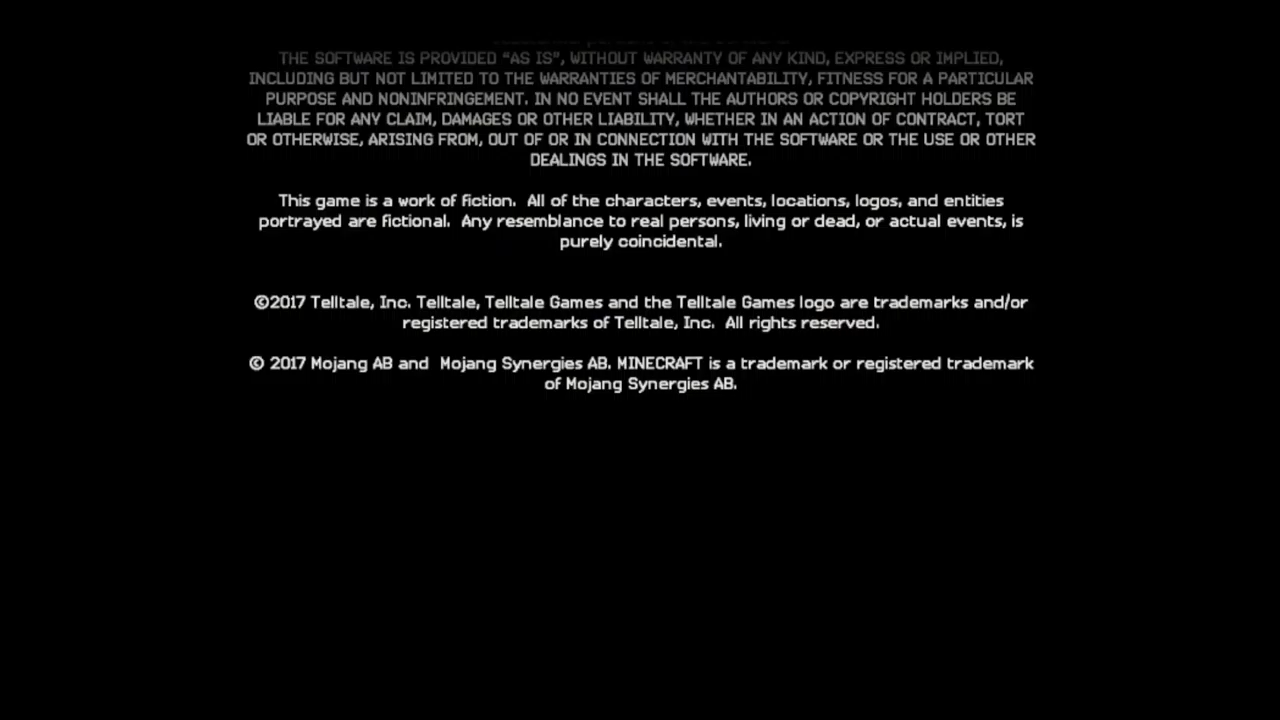 THE SOFTWARE IS PROVIDED “AS IS”, WITHOUT WARRANTY OF ANY KIND, EXPRESS OR IMPLIED,
INCLUDING BUT NOT LIMITED TO THE WARRANTIES OF MERCHANTABILITY, FITNESS FOR A PARTICULAR
PURPOSE AND NONINFRINGEMENT. IN NO EVENT SHALL THE AUTHORS OR COPYRIGHT HOLDERS BE
LIABLE FOR ANY CLAIM, DAMAGES OR OTHER LIABILITY, WHETHER IN AN ACTION OF CONTRACT, TORT
OR OTHERWISE, ARISING FROM, OUT OF OR IN CONNECTION WITH THE SOFTWARE OR THE USE OR OTHER
DEALINGS IN THE SOFTWARE.
This game is a work of fiction.  All of the characters, events, locations, logos, and entities
portrayed are fictional.  Any resemblance to real persons, living or dead, or actual events, is
purely coincidental.
©2017 Telltale, Inc. Telltale, Telltale Games and the Telltale Games logo are trademarks and/or
registered trademarks of Telltale, Inc.  All rights reserved.
© 2017 Mojang AB and  Mojang Synergies AB. MINECRAFT is a trademark or registered trademark
of Mojang Synergies AB.